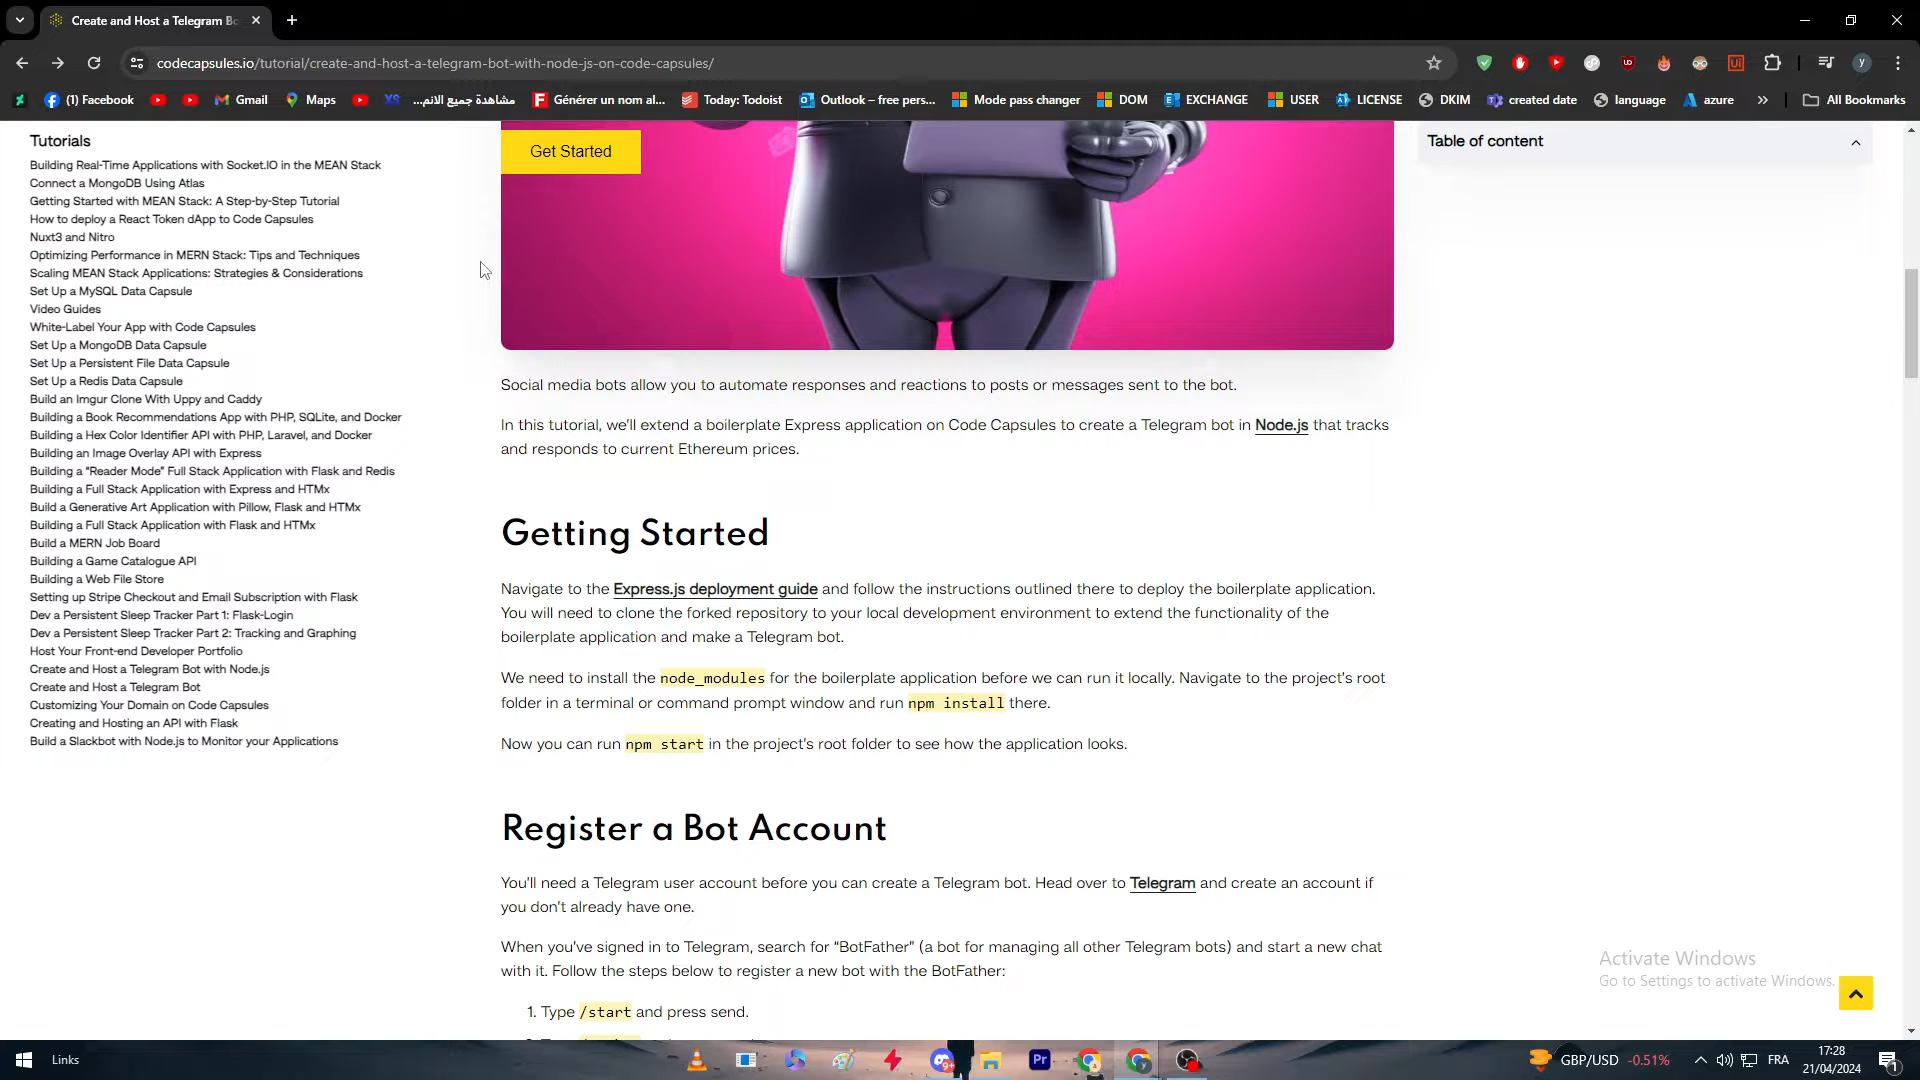 Create and Host a Telegram Bo
codecapsules.io/tutorial/create-and-host-a-telegram-bot-with-node-js-on-code-capsules/
(1) Facebook
Gmail
Maps
مشاهدة جميع الانم...
Générer un nom al...
Today: Todoist
Outlook – free pers...
Mode pass changer
DOM
EXCHANGE
USER
LICENSE
DKIM
created date
language
azure
»
All Bookmarks
Tutorials
Building Real-Time Applications with Socket.IO in the MEAN Stack
Connect a MongoDB Using Atlas
Getting Started with MEAN Stack: A Step-by-Step Tutorial
How to deploy a React Token dApp to Code Capsules
Nuxt3 and Nitro
Optimizing Performance in MERN Stack: Tips and Techniques
Scaling MEAN Stack Applications: Strategies & Considerations
Set Up a MySQL Data Capsule
Video Guides
White-Label Your App with Code Capsules
Set Up a MongoDB Data Capsule
Set Up a Persistent File Data Capsule
Set Up a Redis Data Capsule
Build an Imgur Clone With Uppy and Caddy
Building a Book Recommendations App with PHP, SQLite, and Docker
Building a Hex Color Identifier API with PHP, Laravel, and Docker
Building an Image Overlay API with Express
Building a “Reader Mode” Full Stack Application with Flask and Redis
Building a Full Stack Application with Express and HTMx
Build a Generative Art Application with Pillow, Flask and HTMx
Building a Full Stack Application with Flask and HTMx
Build a MERN Job Board
Building a Game Catalogue API
Building a Web File Store
Setting up Stripe Checkout and Email Subscription with Flask
Dev a Persistent Sleep Tracker Part 1: Flask-Login
Dev a Persistent Sleep Tracker Part 2: Tracking and Graphing
Host Your Front-end Developer Portfolio
Create and Host a Telegram Bot with Node.js
Create and Host a Telegram Bot
Customizing Your Domain on Code Capsules
Creating and Hosting an API with Flask
Build a Slackbot with Node.js to Monitor your Applications
Get Started
Social media bots allow you to automate responses and reactions to posts or messages sent to the bot.
In this tutorial, we’ll extend a boilerplate Express application on Code Capsules to create a Telegram bot in Node.js that tracks
and responds to current Ethereum prices.
Getting Started
Navigate to the Express.js deployment guide and follow the instructions outlined there to deploy the boilerplate application.
You will need to clone the forked repository to your local development environment to extend the functionality of the
boilerplate application and make a Telegram bot.
We need to install the node_modules for the boilerplate application before we can run it locally. Navigate to the project’s root
folder in a terminal or command prompt window and run npm install there.
Now you can run npm start in the project’s root folder to see how the application looks.
Register a Bot Account
You’ll need a Telegram user account before you can create a Telegram bot. Head over to Telegram and create an account if
you don’t already have one.
When you’ve signed in to Telegram, search for “BotFather” (a bot for managing all other Telegram bots) and start a new chat
with it. Follow the steps below to register a new bot with the BotFather:
1. Type /start and press send.
Table of content
Activate Windows
Go to Settings to activate Windows.
Links
Pr
GBP/USD -0.51%
FRA
17:28
21/04/2024